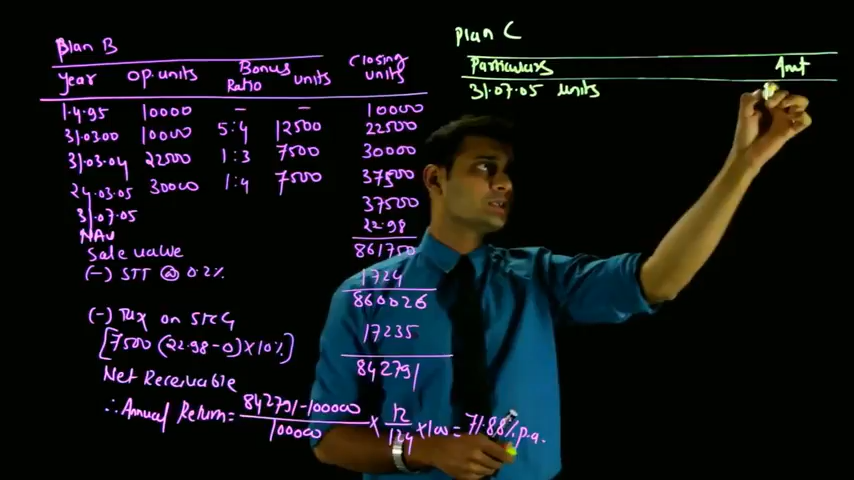 Plan B
Year OP. units Bonus Ratio units Closing units
1.4.95 10000 - - 10000
31.03.00 10000 5:4 12500 22500
31.03.04 22500 1:3 7500 30000
24.03.05 30000 1:4 7500 37500
31.07.05 37500
NAV 22.98
Sale value 861750
(-) STT @ 0.2% 1724
860026
(-) Tax on STCG 17235
[7500 (22.98-0) x 10%]
Net Receivable 842791
∴ Annual Return = 842791-100000 / 100000 x 12 / 124 x 100 = 71.88% p.a.
Plan C
Particulars Amt
31.07.05 units